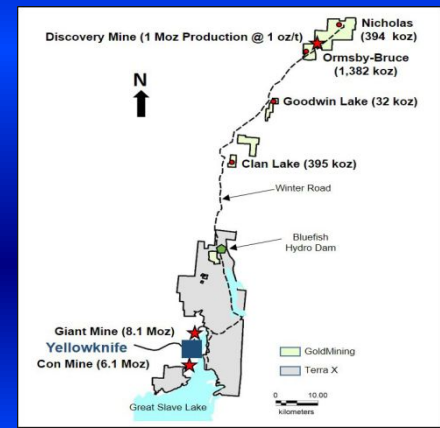 Nicholas
(394 koz)
Discovery Mine (1 Moz Production @ 1 oz/t)
Ormsby-Bruce
(1,382 koz)
N
Goodwin Lake (32 koz)
Clan Lake (395 koz)
Winter Road
Bluefish
Hydro Dam
Giant Mine (8.1 Moz)
Yellowknife
Con Mine (6.1 Moz)
GoldMining
Terra X
Great Slave Lake
0.00 10.00
kilometers